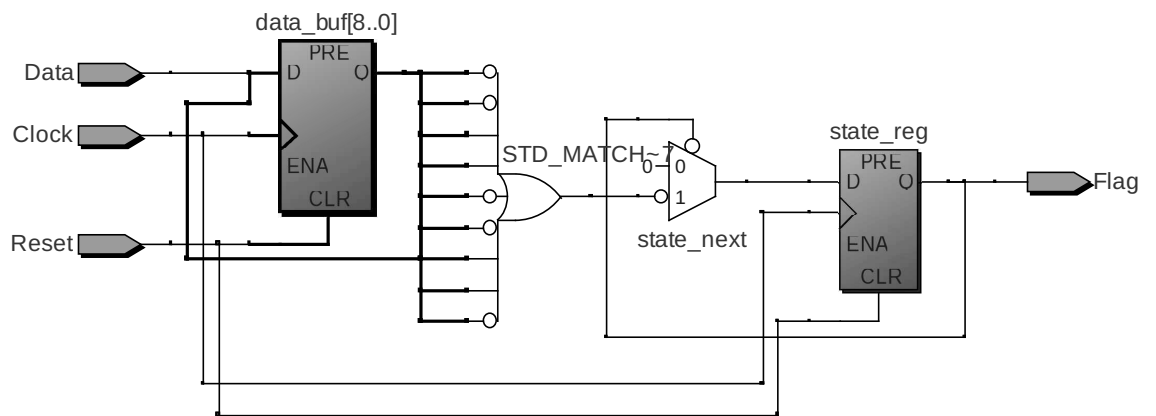 data_buf[8..0]
PRE
Data
D
Q
Clock
ENA
CLR
Reset
STD_MATCH~7
0
0
1
state_next
state_reg
PRE
D
Q
ENA
CLR
Flag